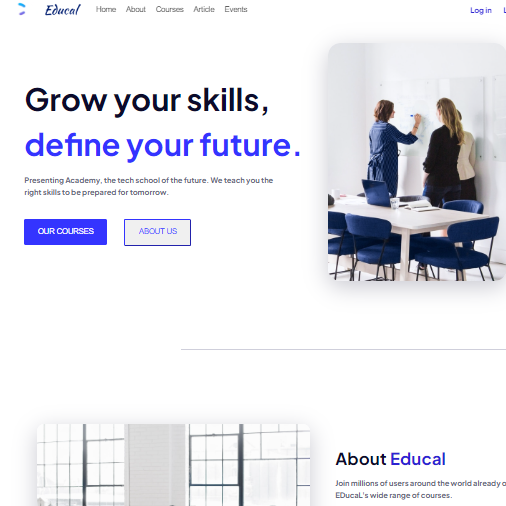 Educal Home About Courses Article Events Log in
Grow your skills,
define your future.
Presenting Academy, the tech school of the future. We teach you the
right skills to be prepared for tomorrow.
OUR COURSES ABOUT US
About Educal
Join millions of users around the world already
EDucaL's wide range of courses.